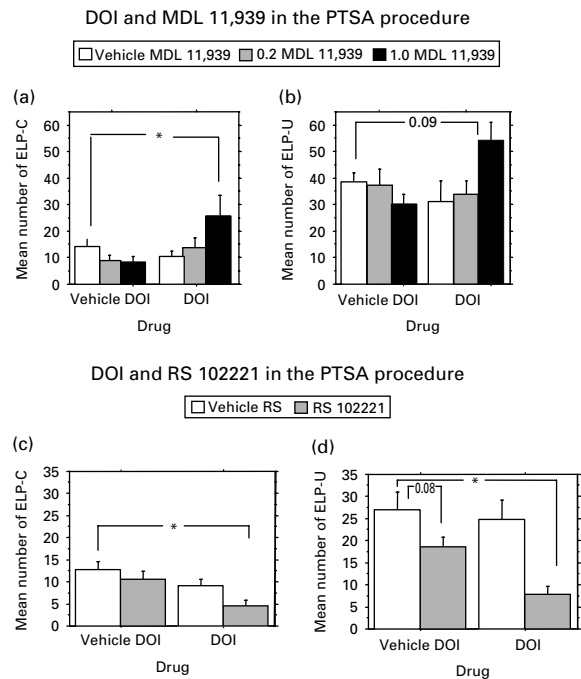 DOI and MDL 11,939 in the PTSA procedure
Vehicle MDL 11,939 0.2 MDL 11,939 1.0 MDL 11,939
(a)
Mean number of ELP-C
60
50
40
30
20
10
0
*
Vehicle DOI DOI
Drug
(b)
Mean number of ELP-U
60
50
40
30
20
10
0
0.09
Vehicle DOI DOI
Drug
DOI and RS 102221 in the PTSA procedure
Vehicle RS RS 102221
(c)
Mean number of ELP-C
35
30
25
20
15
10
5
0
*
Vehicle DOI DOI
Drug
(d)
Mean number of ELP-U
35
30
25
20
15
10
5
0
0.08
*
Vehicle DOI DOI
Drug